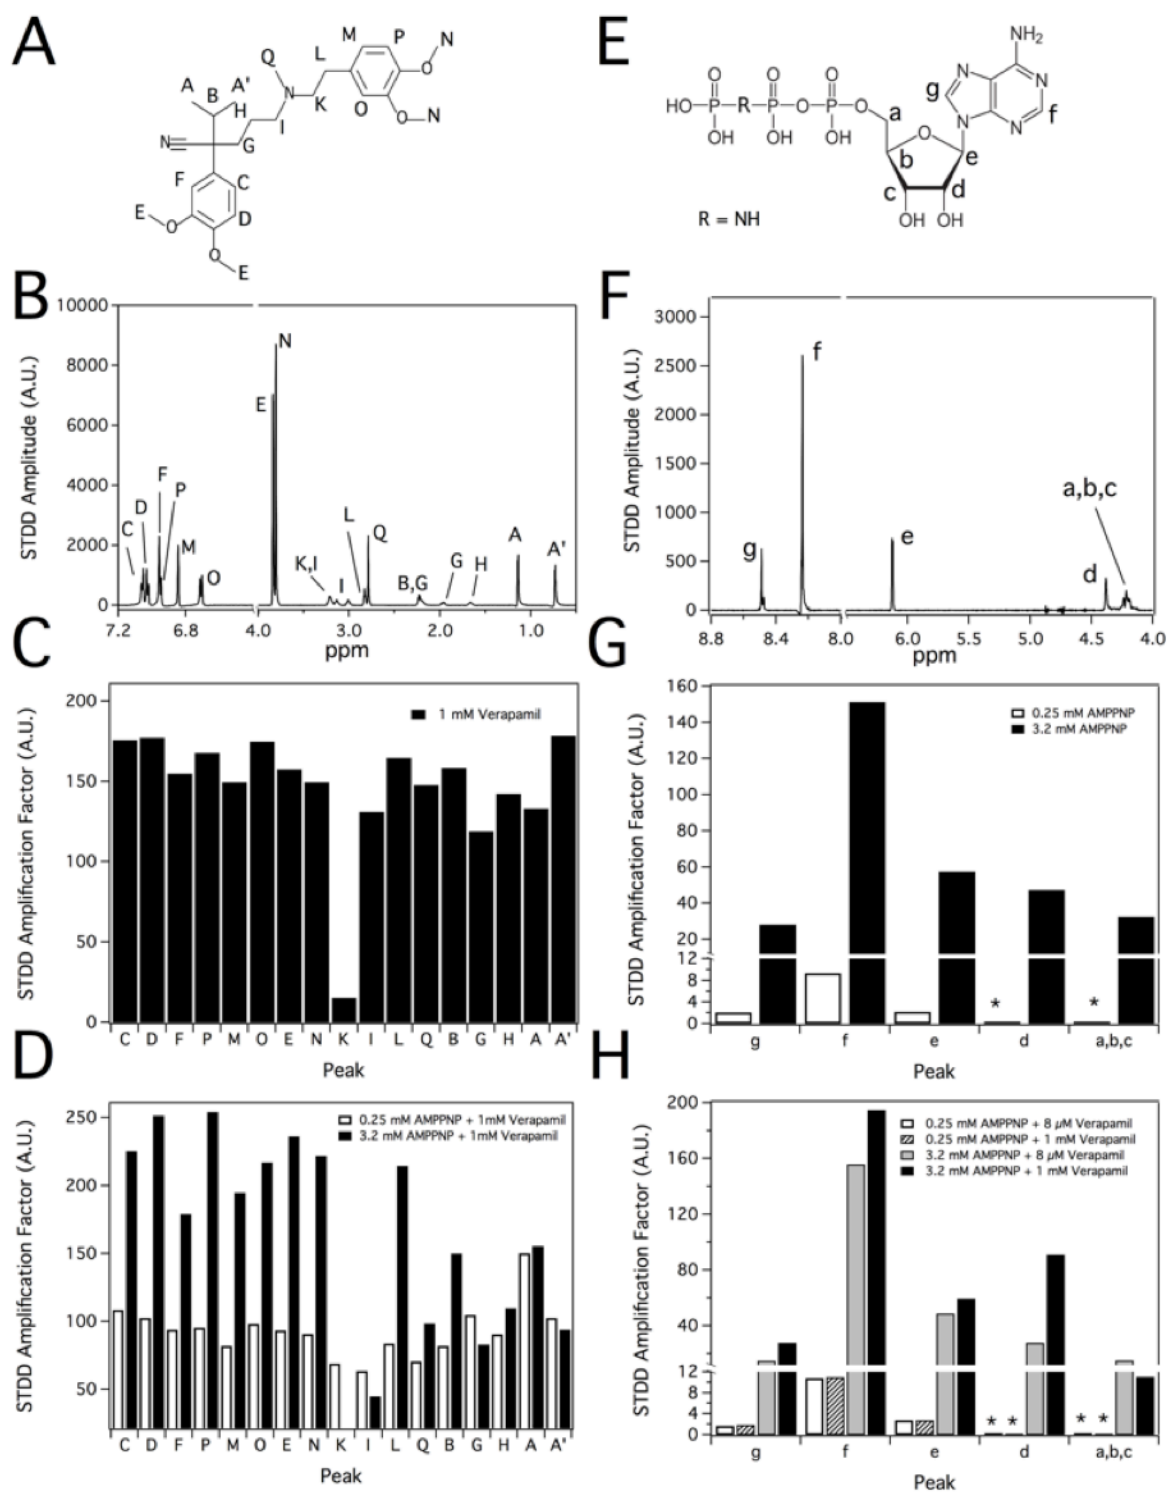 A
A
B
A'
H
Q
L
M
P
N
N
K
O
O
O
N
I
N
G
F
C
E
O
D
O
E
E
NH₂
O
O
O
N
N
g
HO
P
R
P
O
P
O
a
f
OH
OH
OH
O
N
N
b
e
c
d
R = NH
OH
OH
B
STDD Amplitude (A.U.)
10000
8000
6000
4000
2000
0
C
D
F
P
M
O
E
N
K,I
I
L
Q
B,G
G
H
A
A'
7.2
6.8
4.0
3.0
2.0
1.0
ppm
F
STDD Amplitude (A.U.)
3000
2500
2000
1500
1000
500
0
g
f
e
d
a,b,c
8.8
8.4
8.0
6.0
5.5
5.0
4.5
4.0
ppm
C
STDD Amplification Factor (A.U.)
200
150
100
50
0
1 mM Verapamil
C D F P M O E N K I L Q B G H A A'
Peak
G
STDD Amplification Factor (A.U.)
160
140
120
100
80
60
40
20
12
8
4
0
0.25 mM AMPPNP
3.2 mM AMPPNP
* *
g f e d a,b,c
Peak
D
STDD Amplification Factor (A.U.)
250
200
150
100
50
0.25 mM AMPPNP + 1mM Verapamil
3.2 mM AMPPNP + 1mM Verapamil
C D F P M O E N K I L Q B G H A A'
Peak
H
STDD Amplification Factor (A.U.)
200
160
120
80
40
12
8
4
0
0.25 mM AMPPNP + 8 µM Verapamil
0.25 mM AMPPNP + 1 mM Verapamil
3.2 mM AMPPNP + 8 µM Verapamil
3.2 mM AMPPNP + 1 mM Verapamil
* * * *
g f e d a,b,c
Peak